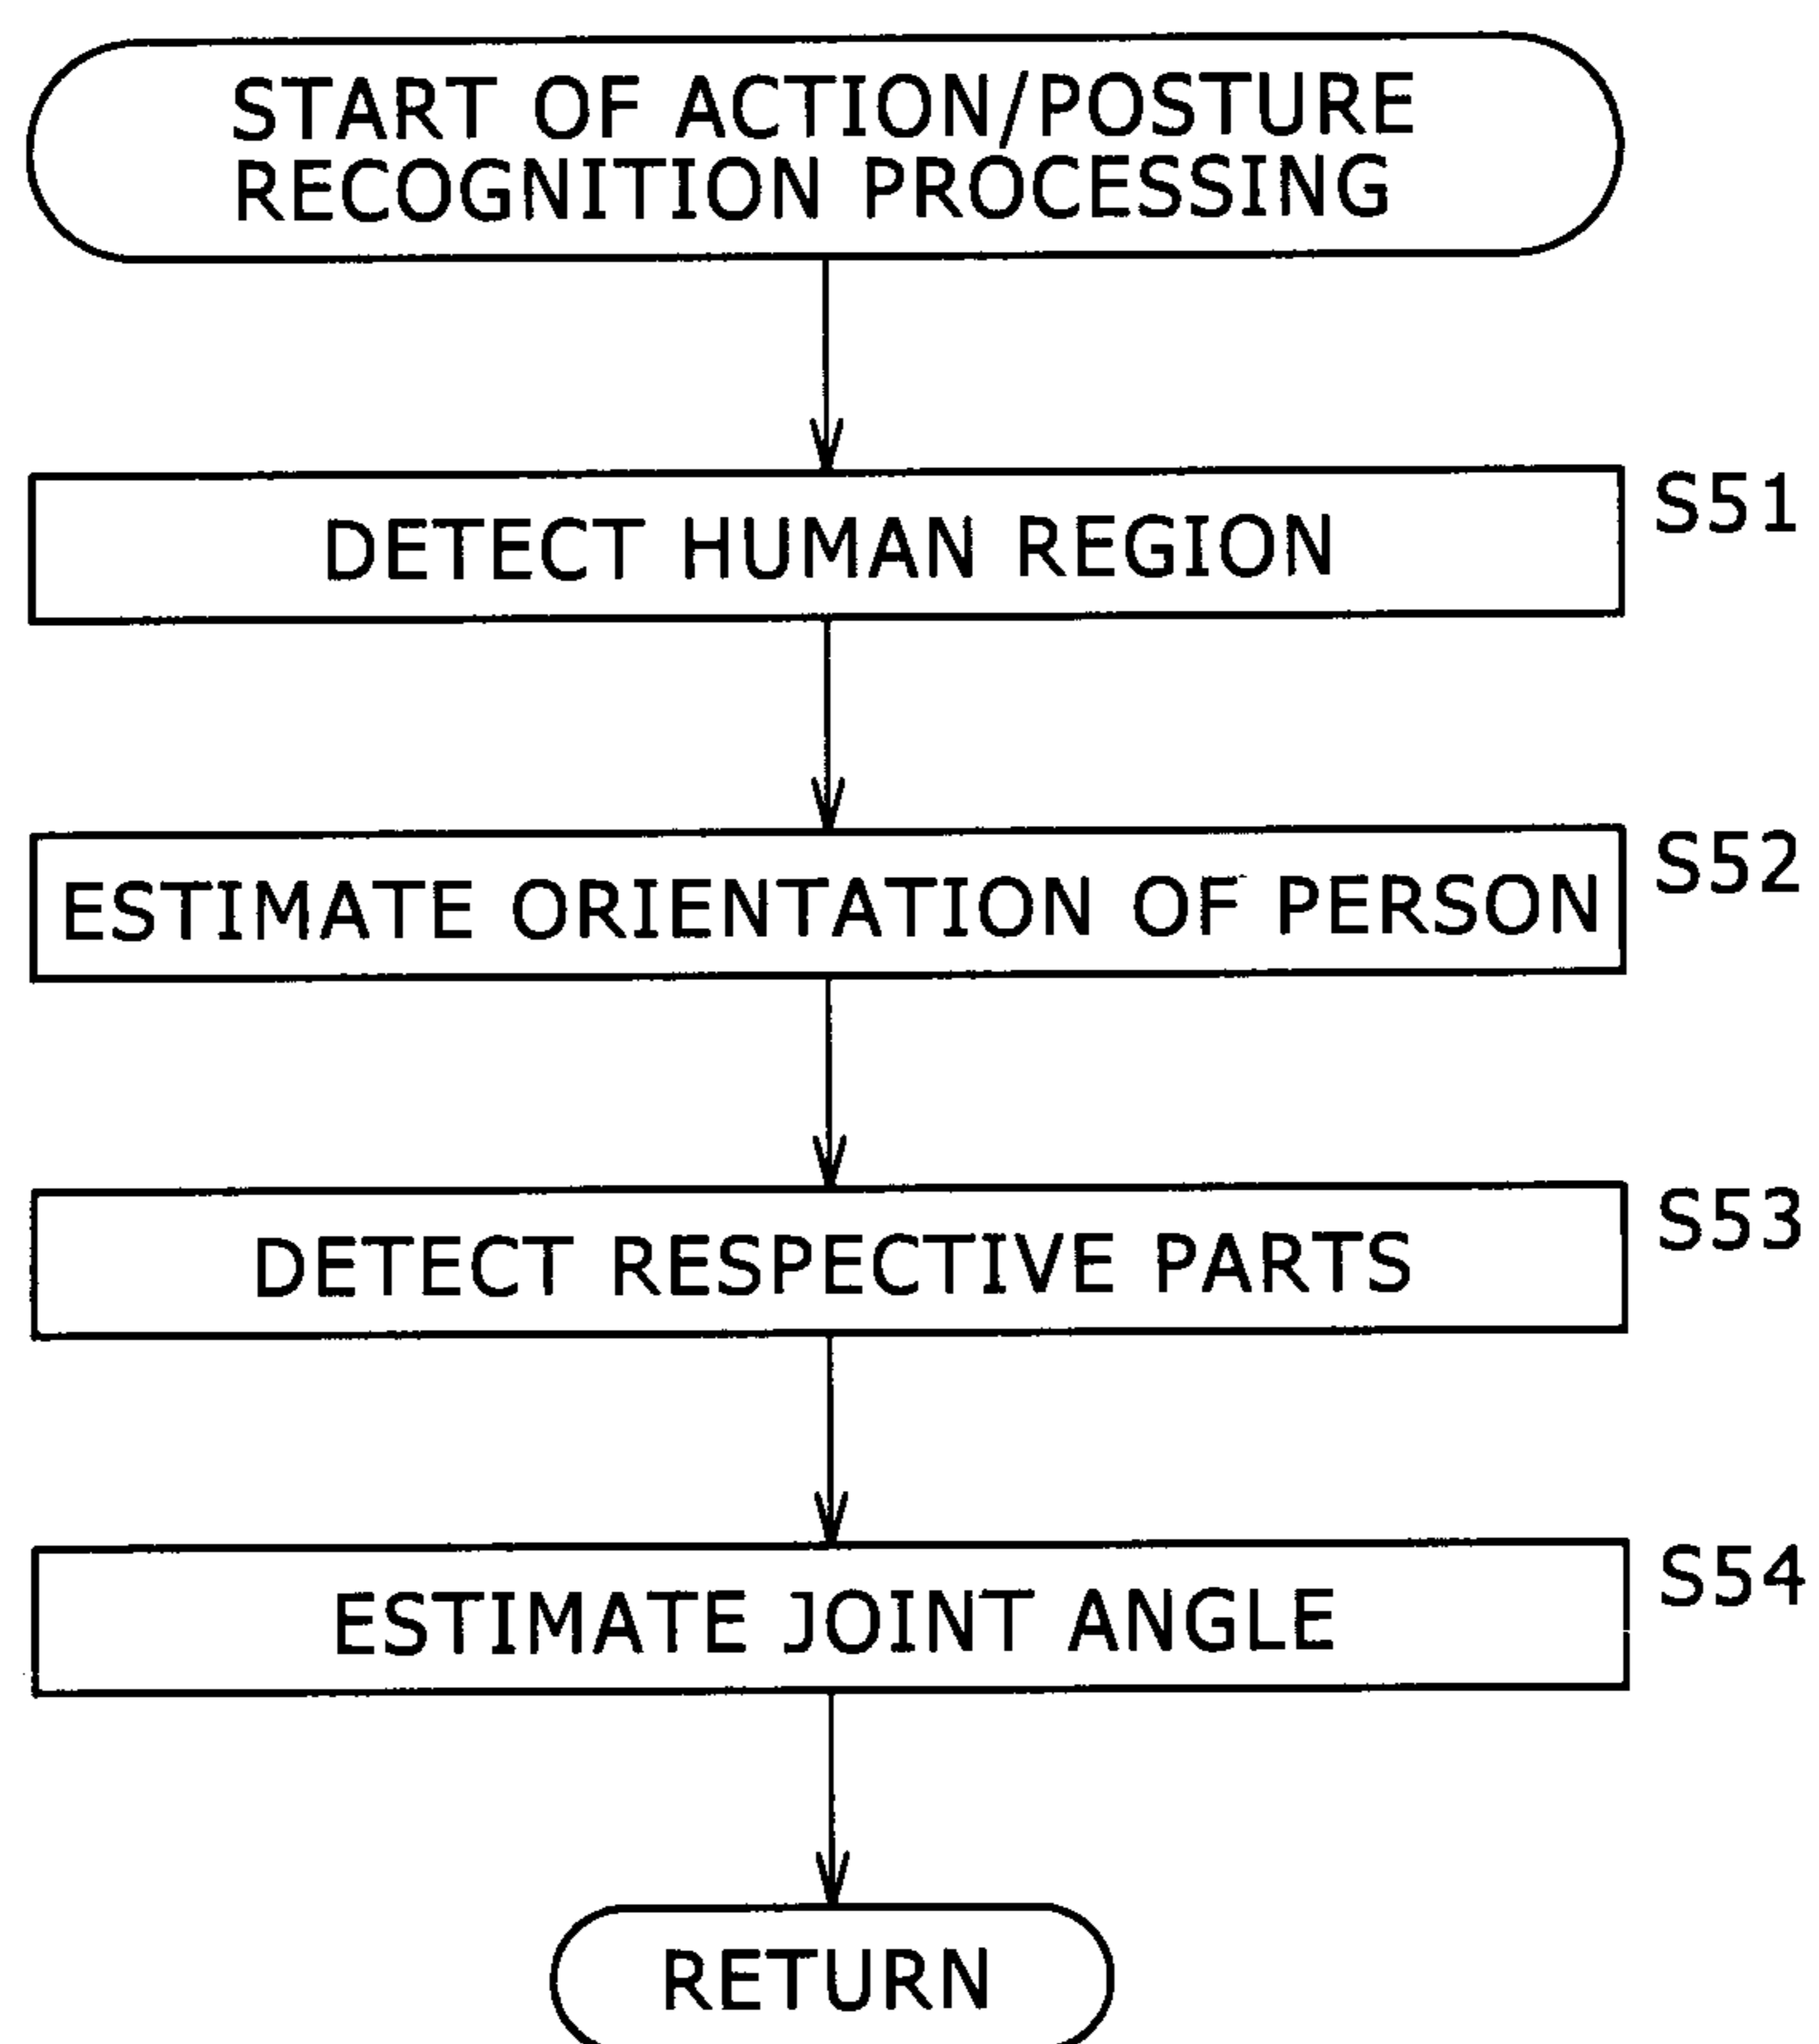 START OF ACTION/POSTURE
RECOGNITION PROCESSING
S51
DETECT HUMAN REGION
S52
ESTIMATE ORIENTATION OF PERSON
S53
DETECT RESPECTIVE PARTS
S54
ESTIMATE JOINT ANGLE
RETURN